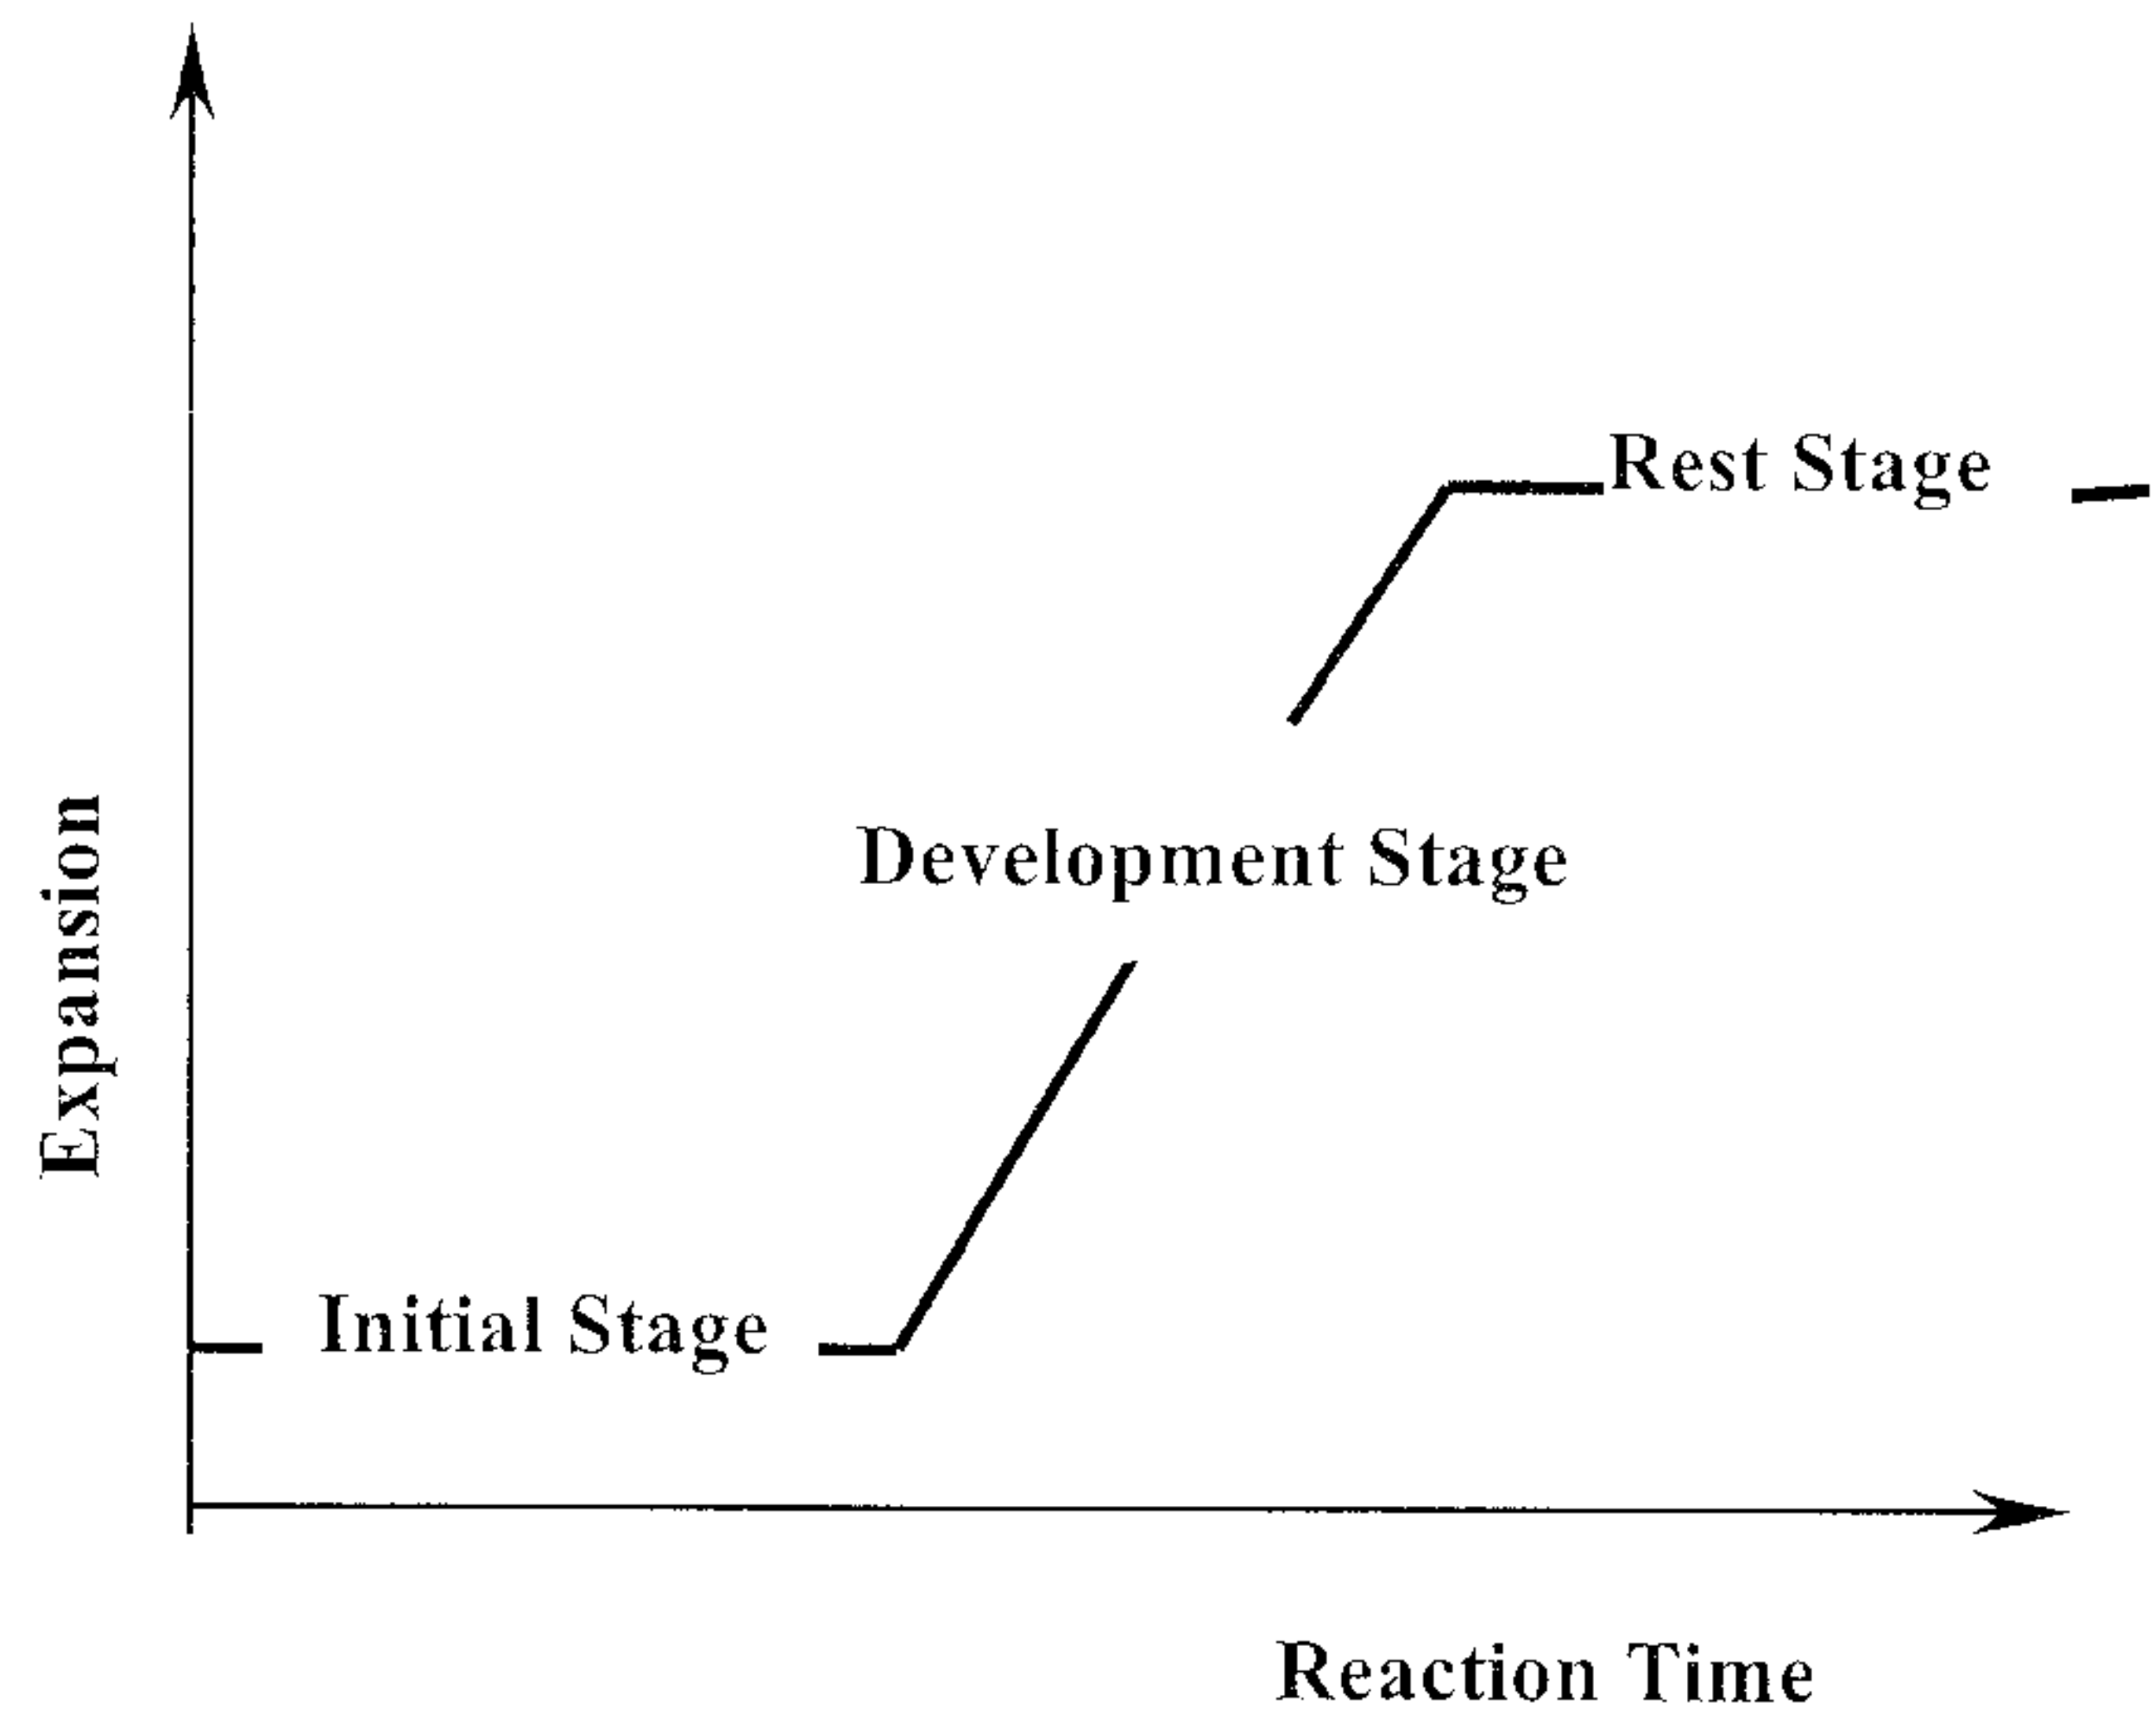 Rest Stage
Development Stage
Expansion
Initial Stage
Reaction Time